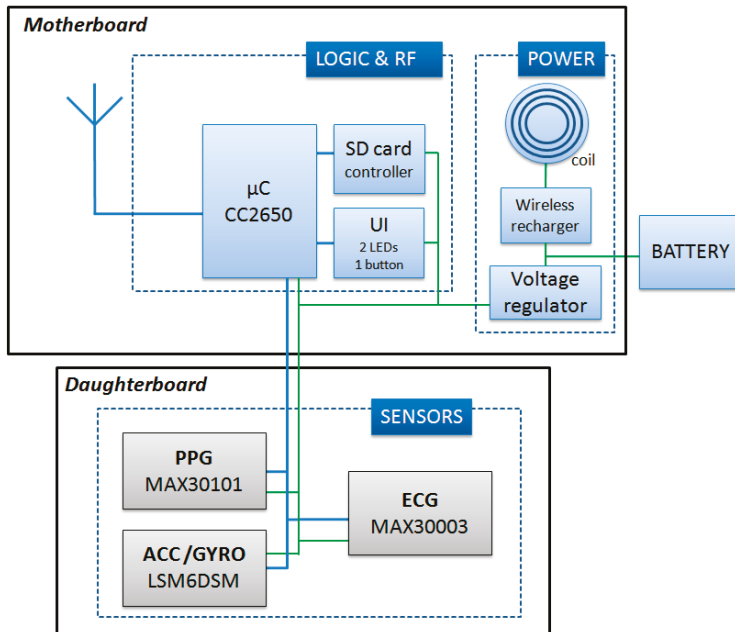 Motherboard
LOGIC & RF
POWER
µC
CC2650
SD card
controller
UI
2 LEDs
1 button
coil
Wireless
recharger
Voltage
regulator
BATTERY
Daughterboard
SENSORS
PPG
MAX30101
ECG
MAX30003
ACC/GYRO
LSM6DSM